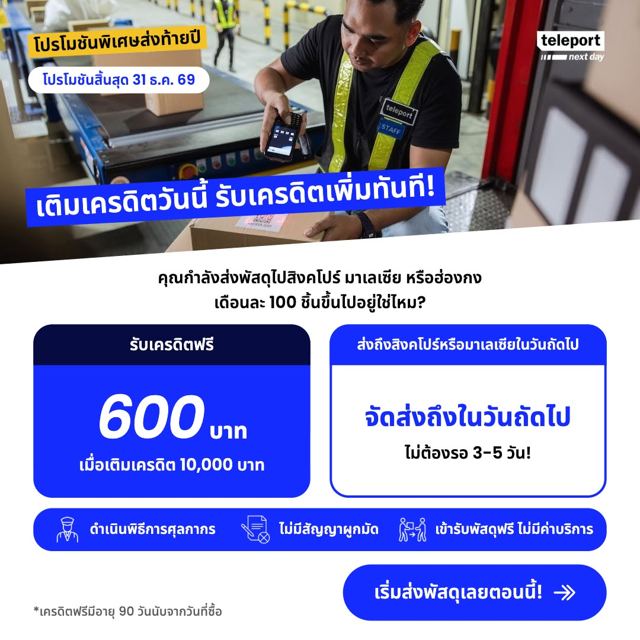 โปรโมชันพิเศษส่งท้ายปี
โปรโมชันสิ้นสุด 31 ธ.ค. 69
teleport
next day
teleport
STAFF
เติมเครดิตวันนี้ รับเครดิตเพิ่มทันที!
คุณกำลังส่งพัสดุไปสิงคโปร์ มาเลเซีย หรือฮ่องกง
เดือนละ 100 ชิ้นขึ้นไปอยู่ใช่ไหม?
รับเครดิตฟรี
600 บาท
เมื่อเติมเครดิต 10,000 บาท
ส่งถึงสิงคโปร์หรือมาเลเซียในวันถัดไป
จัดส่งถึงในวันถัดไป
ไม่ต้องรอ 3-5 วัน!
ดำเนินพิธีการศุลกากร
ไม่มีสัญญาผูกมัด
เข้ารับพัสดุฟรี ไม่มีค่าบริการ
เริ่มส่งพัสดุเลยตอนนี้!
*เครดิตฟรีมีอายุ 90 วันนับจากวันที่ซื้อ